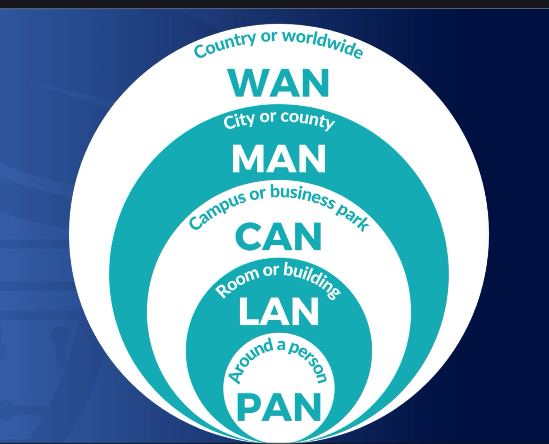 Country or worldwide
WAN
City or county
MAN
Campus or business park
CAN
Room or building
LAN
Around a person
PAN